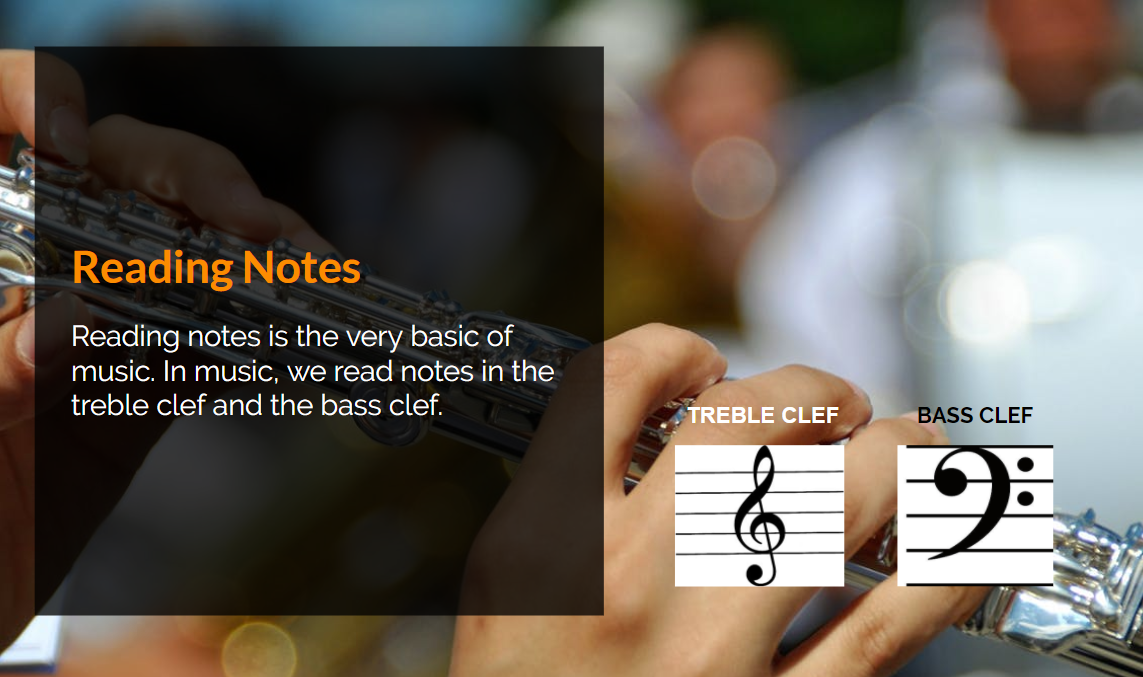 Reading Notes
Reading notes is the very basic of
music. In music, we read notes in the
treble clef and the bass clef.
TREBLE CLEF
BASS CLEF